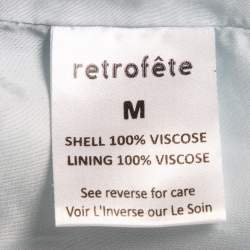 retrofête
M
SHELL 100% VISCOSE
LINING 100% VISCOSE
See reverse for care
Voir L'Inverse our Le Soin